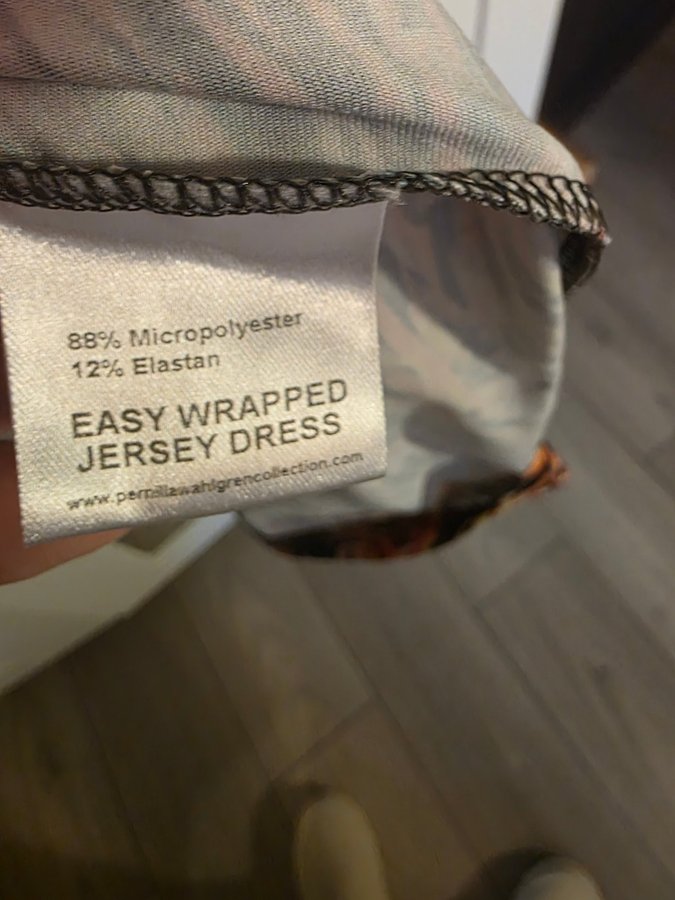 88% Micropolyester
12% Elastan
EASY WRAPPED
JERSEY DRESS
www.pernillawahlgrencollection.com